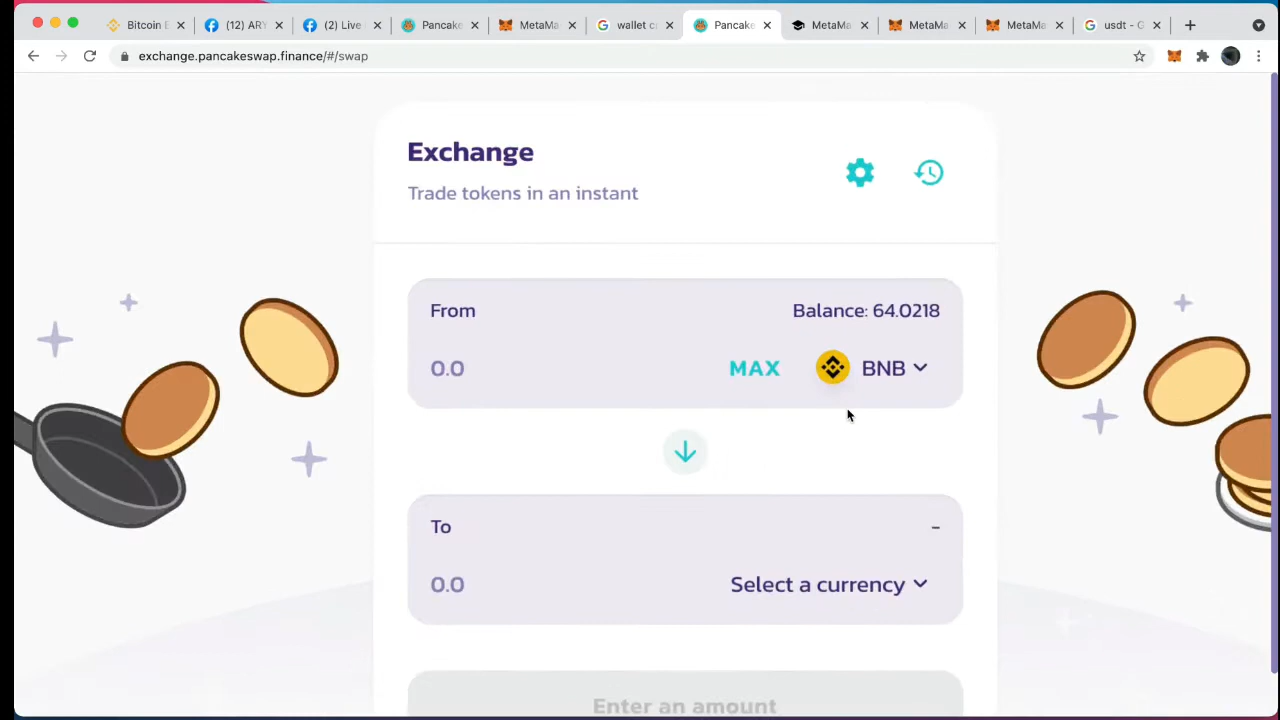 Bitcoin E
(12) ARY
(2) Live
Pancake
MetaMa
wallet c
Pancake
MetaMa
MetaMa
MetaMa
usdt - G
exchange.pancakeswap.finance/#/swap
Exchange
Trade tokens in an instant
From
Balance: 64.0218
0.0
MAX
BNB
To
-
0.0
Select a currency
Enter an amount